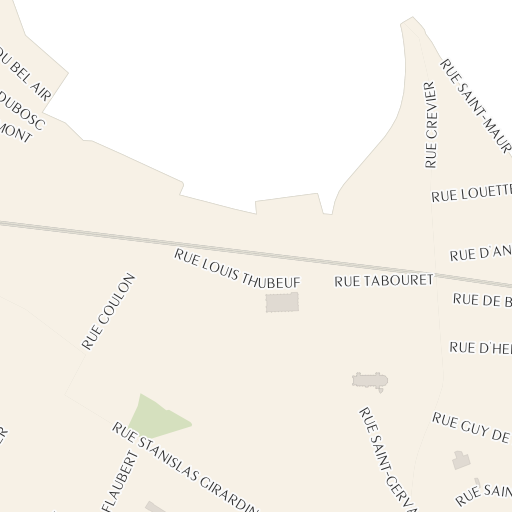 DU BEL AIR
DUBOSC
MONT
RUE SAINT-MAUR
RUE CREVIER
RUE LOUETTE
RUE D'AN
RUE LOUIS THUBEUF
RUE TABOURET
RUE DE B
RUE COULON
RUE D'HE
RUE STANISLAS GIRARDIN
RUE SAINT-GERVA
RUE GUY DE
ER
FLAUBERT
RUE SAIN